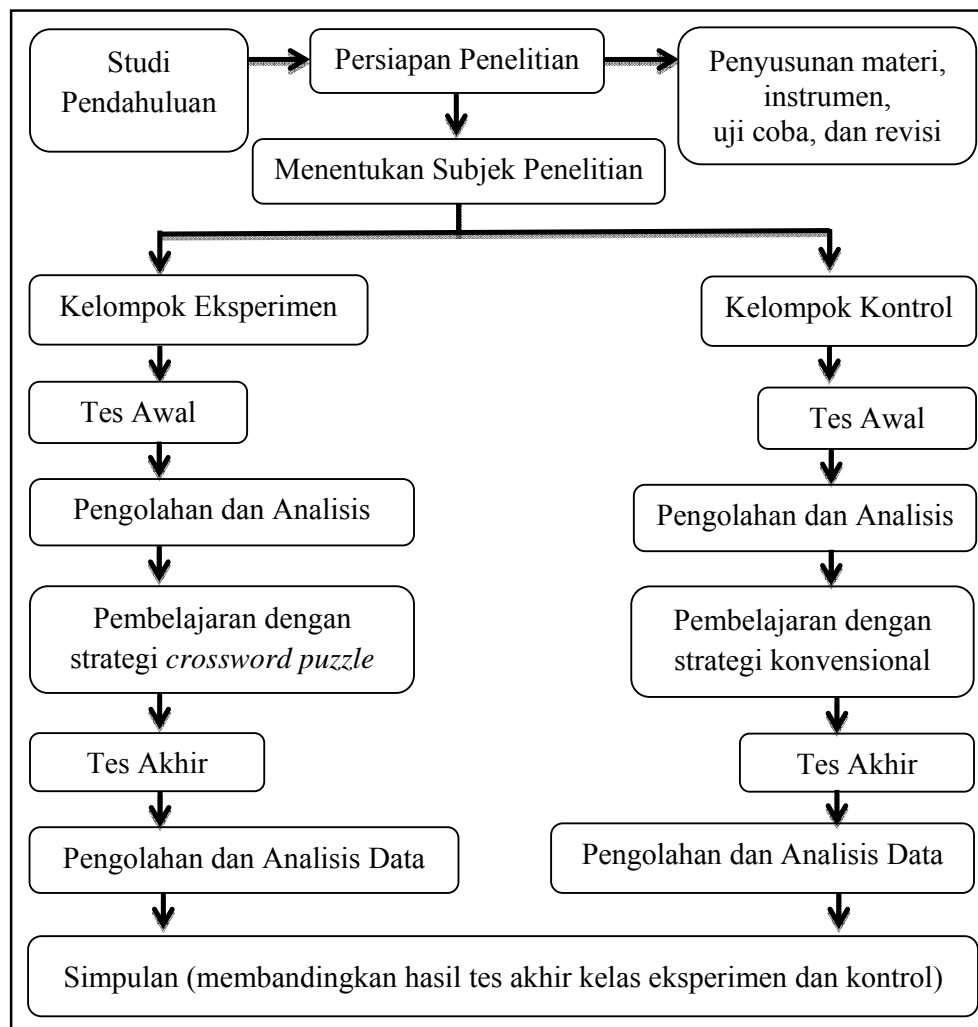 Studi
Pendahuluan
Persiapan Penelitian
Penyusunan materi,
instrumen,
uji coba, dan revisi
Menentukan Subjek Penelitian
Kelompok Eksperimen
Kelompok Kontrol
Tes Awal
Tes Awal
Pengolahan dan Analisis
Pengolahan dan Analisis
Pembelajaran dengan
strategi crossword puzzle
Pembelajaran dengan
strategi konvensional
Tes Akhir
Tes Akhir
Pengolahan dan Analisis Data
Pengolahan dan Analisis Data
Simpulan (membandingkan hasil tes akhir kelas eksperimen dan kontrol)